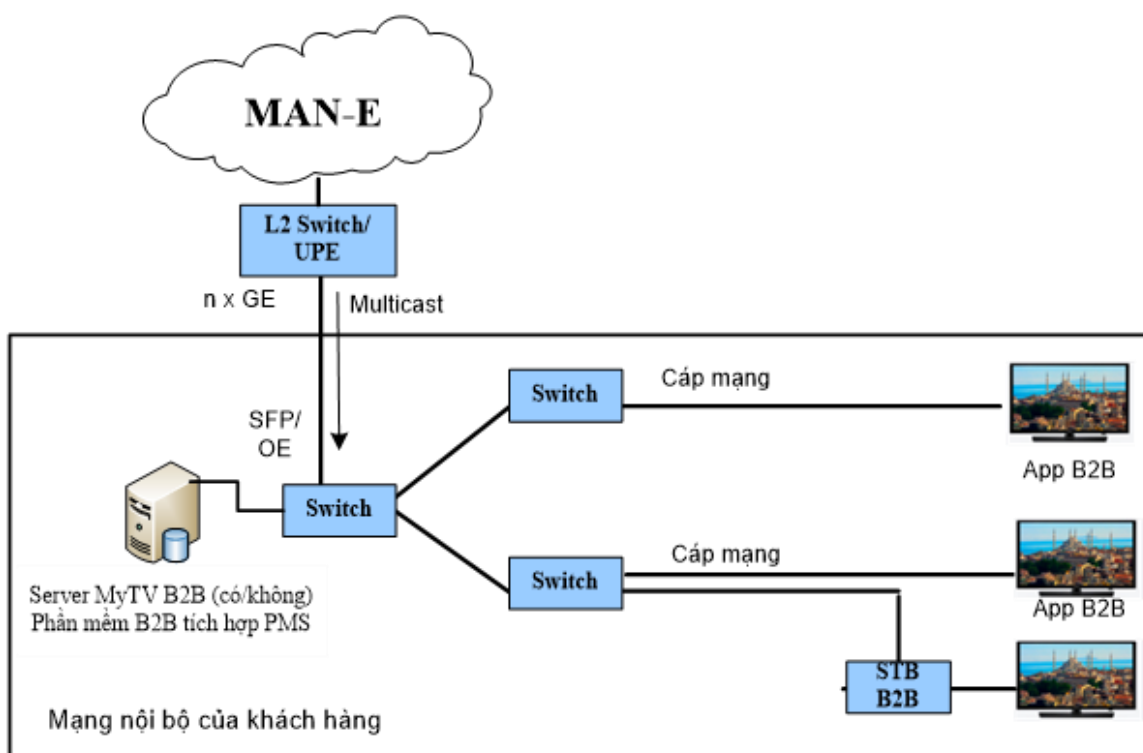 MAN-E
L2 Switch/
UPE
n x GE
Multicast
SFP/
OE
Switch
Cáp mạng
App B2B
Switch
Server MyTV B2B (có/không)
Phần mềm B2B tích hợp PMS
Switch
Cáp mạng
App B2B
STB
B2B
Mạng nội bộ của khách hàng